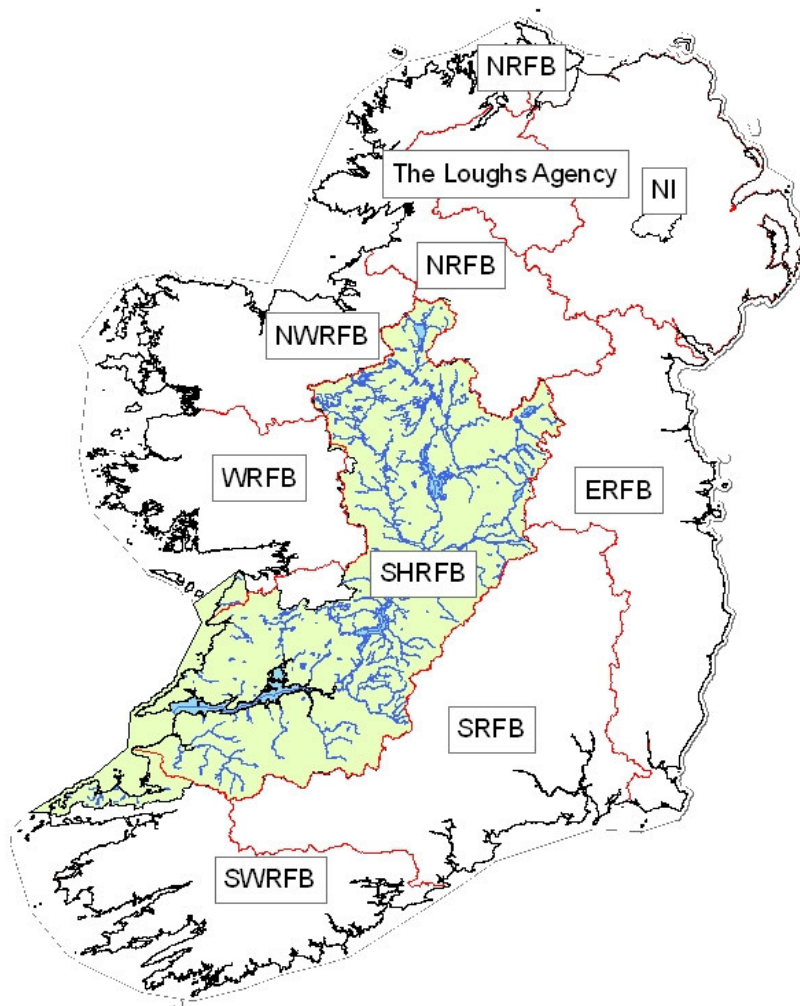 NRFB
The Loughs Agency
NI
NRFB
NWRFB
WRFB
ERFB
SHRFB
SRFB
SWRFB